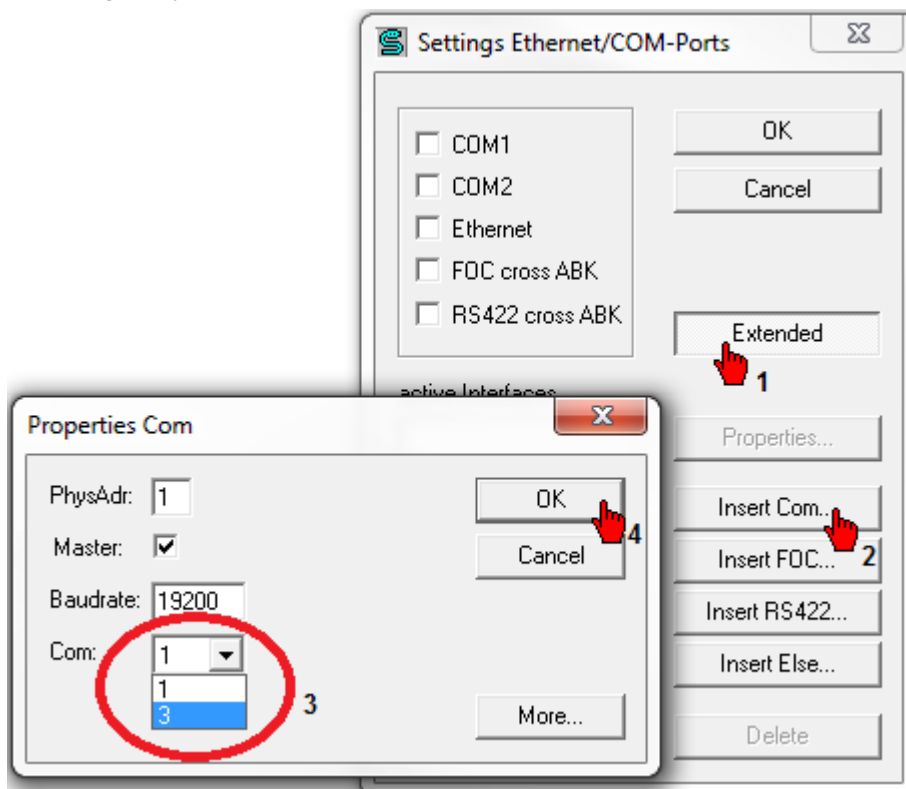 Settings Ethernet/COM-Ports
COM1
COM2
Ethernet
FOC cross ABK
RS422 cross ABK
OK
Cancel
Extended
1
active Interfaces
Properties...
Insert Com...
2
Insert FOC...
Insert RS422...
Insert Else...
Delete
Properties Com
PhysAdr: 1
Master:
Baudrate: 19200
Com: 1
1
3
3
OK
4
Cancel
More...